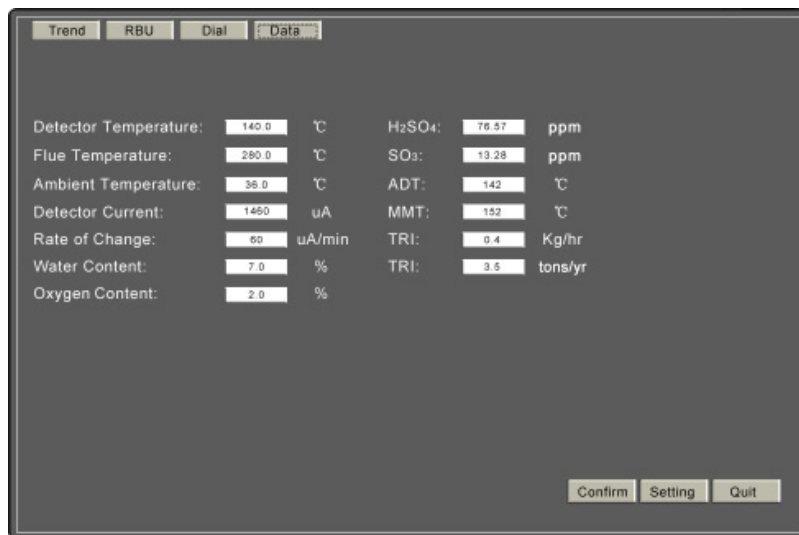 Trend RBU Dial Data
Detector Temperature: 140.0 ℃ H₂SO₄: 76.57 ppm
Flue Temperature: 280.0 ℃ SO₃: 13.28 ppm
Ambient Temperature: 36.0 ℃ ADT: 142 ℃
Detector Current: 1460 uA MMT: 152 ℃
Rate of Change: 60 uA/min TRI: 0.4 Kg/hr
Water Content: 7.0 % TRI: 3.5 tons/yr
Oxygen Content: 2.0 %
Confirm Setting Quit